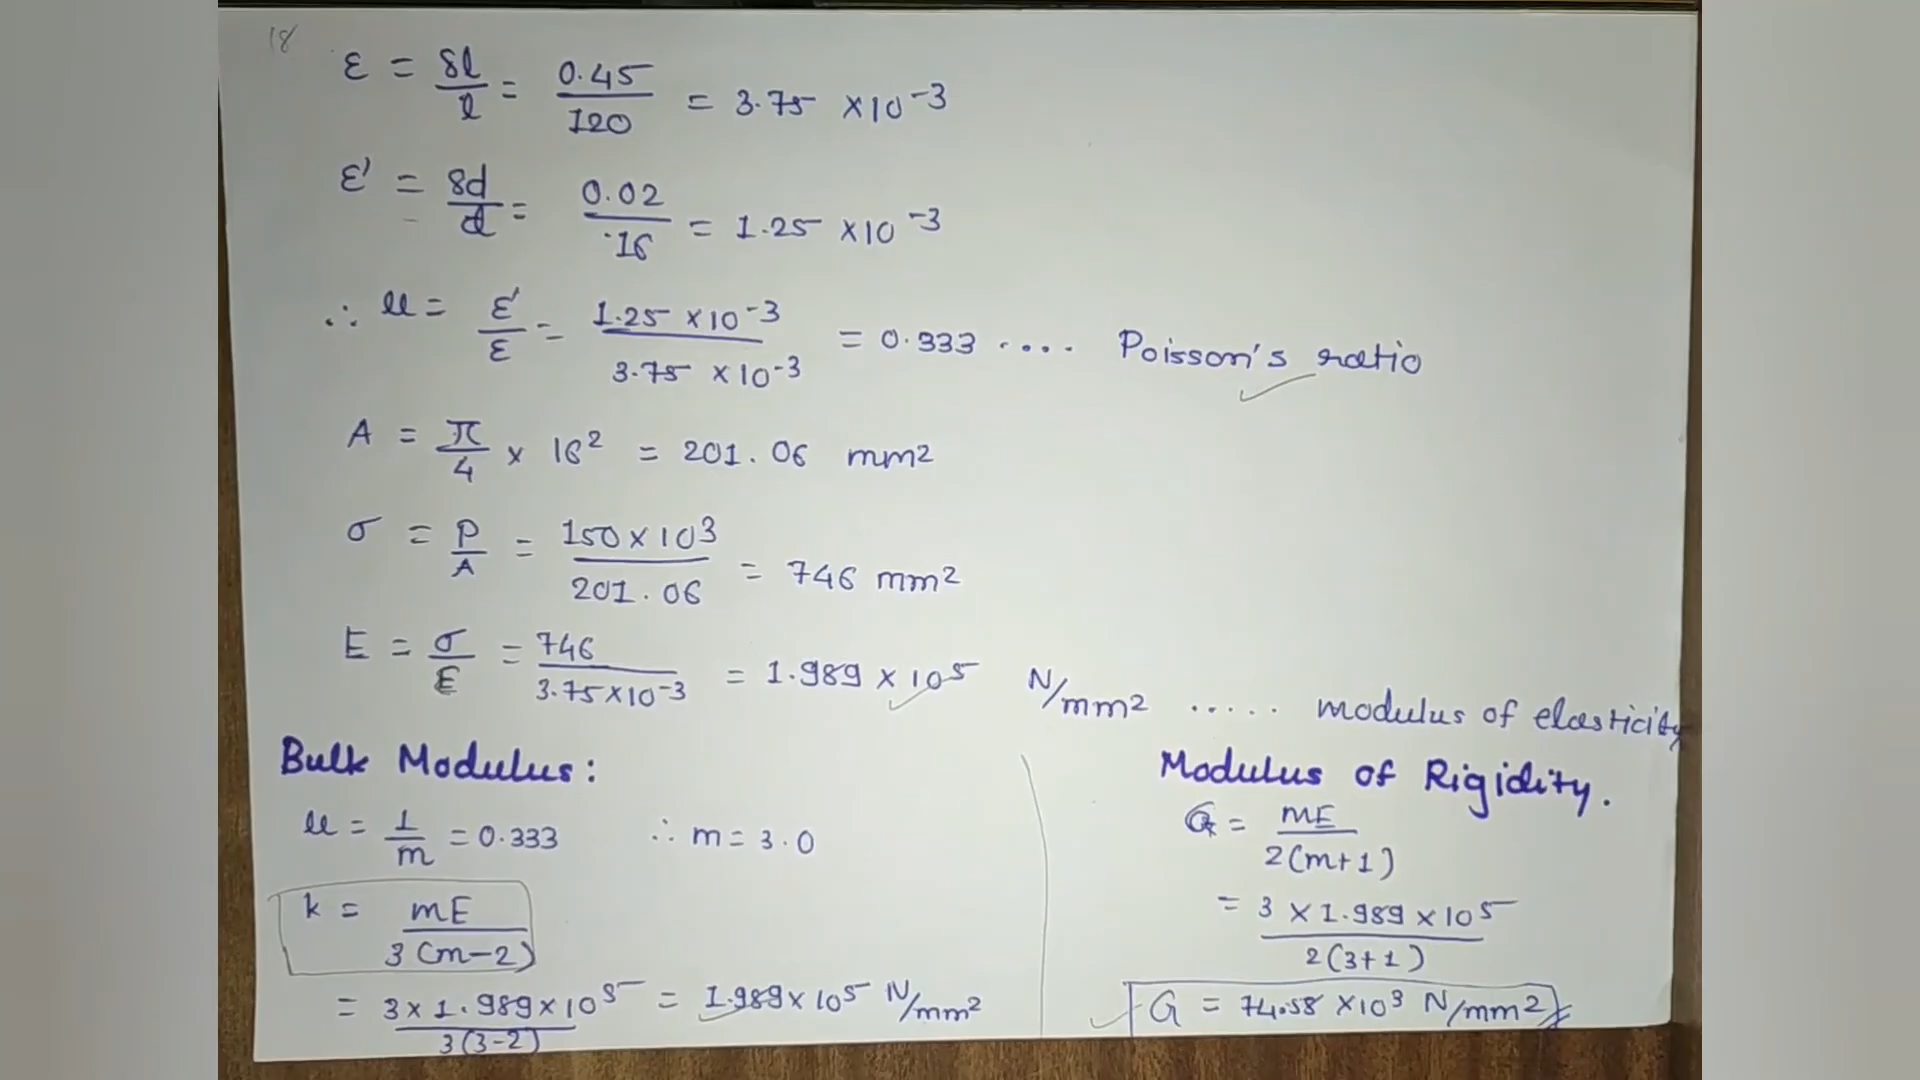 18
ε = δl/l = 0.45/120 = 3.75 ×10⁻³
ε' = δd/d = 0.02/16 = 1.25 ×10⁻³
∴ μ = ε'/ε = 1.25 ×10⁻³/3.75 ×10⁻³ = 0.333 .... Poisson's ratio
A = π/4 × 16² = 201.06 mm²
σ = P/A = 150×10³/201.06 = 746 mm²
E = σ/ε = 746/3.75×10⁻³ = 1.989 × 10⁵ N/mm² ..... modulus of elasticity
Bulk Modulus:
μ = 1/m = 0.333 ∴ m = 3.0
k = mE/3(m-2)
= 3×1.989×10⁵/3(3-2) = 1.989×10⁵ N/mm²
Modulus of Rigidity.
G = mE/2(m+1)
= 3 × 1.989 × 10⁵/2(3+1)
G = 74.58 ×10³ N/mm²